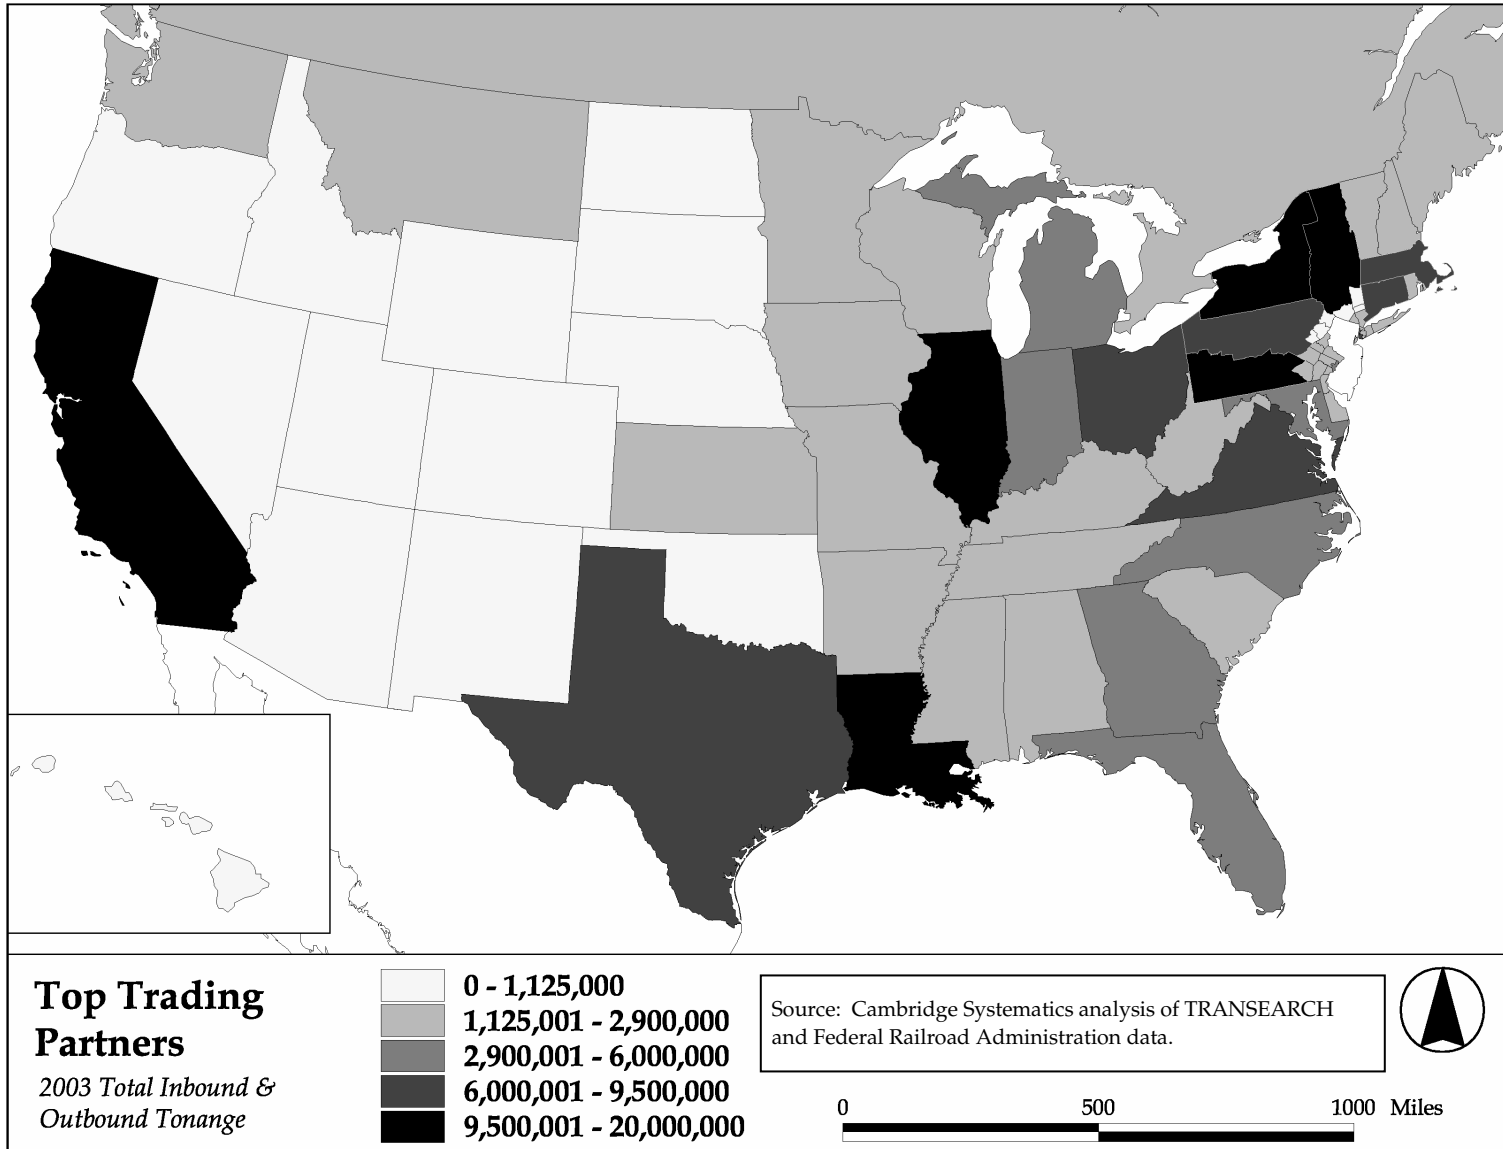 Top Trading
Partners
2003 Total Inbound &
Outbound Tonange
0 - 1,125,000
1,125,001 - 2,900,000
2,900,001 - 6,000,000
6,000,001 - 9,500,000
9,500,001 - 20,000,000
Source:  Cambridge Systematics analysis of TRANSEARCH
and Federal Railroad Administration data.
0 500 1000 Miles